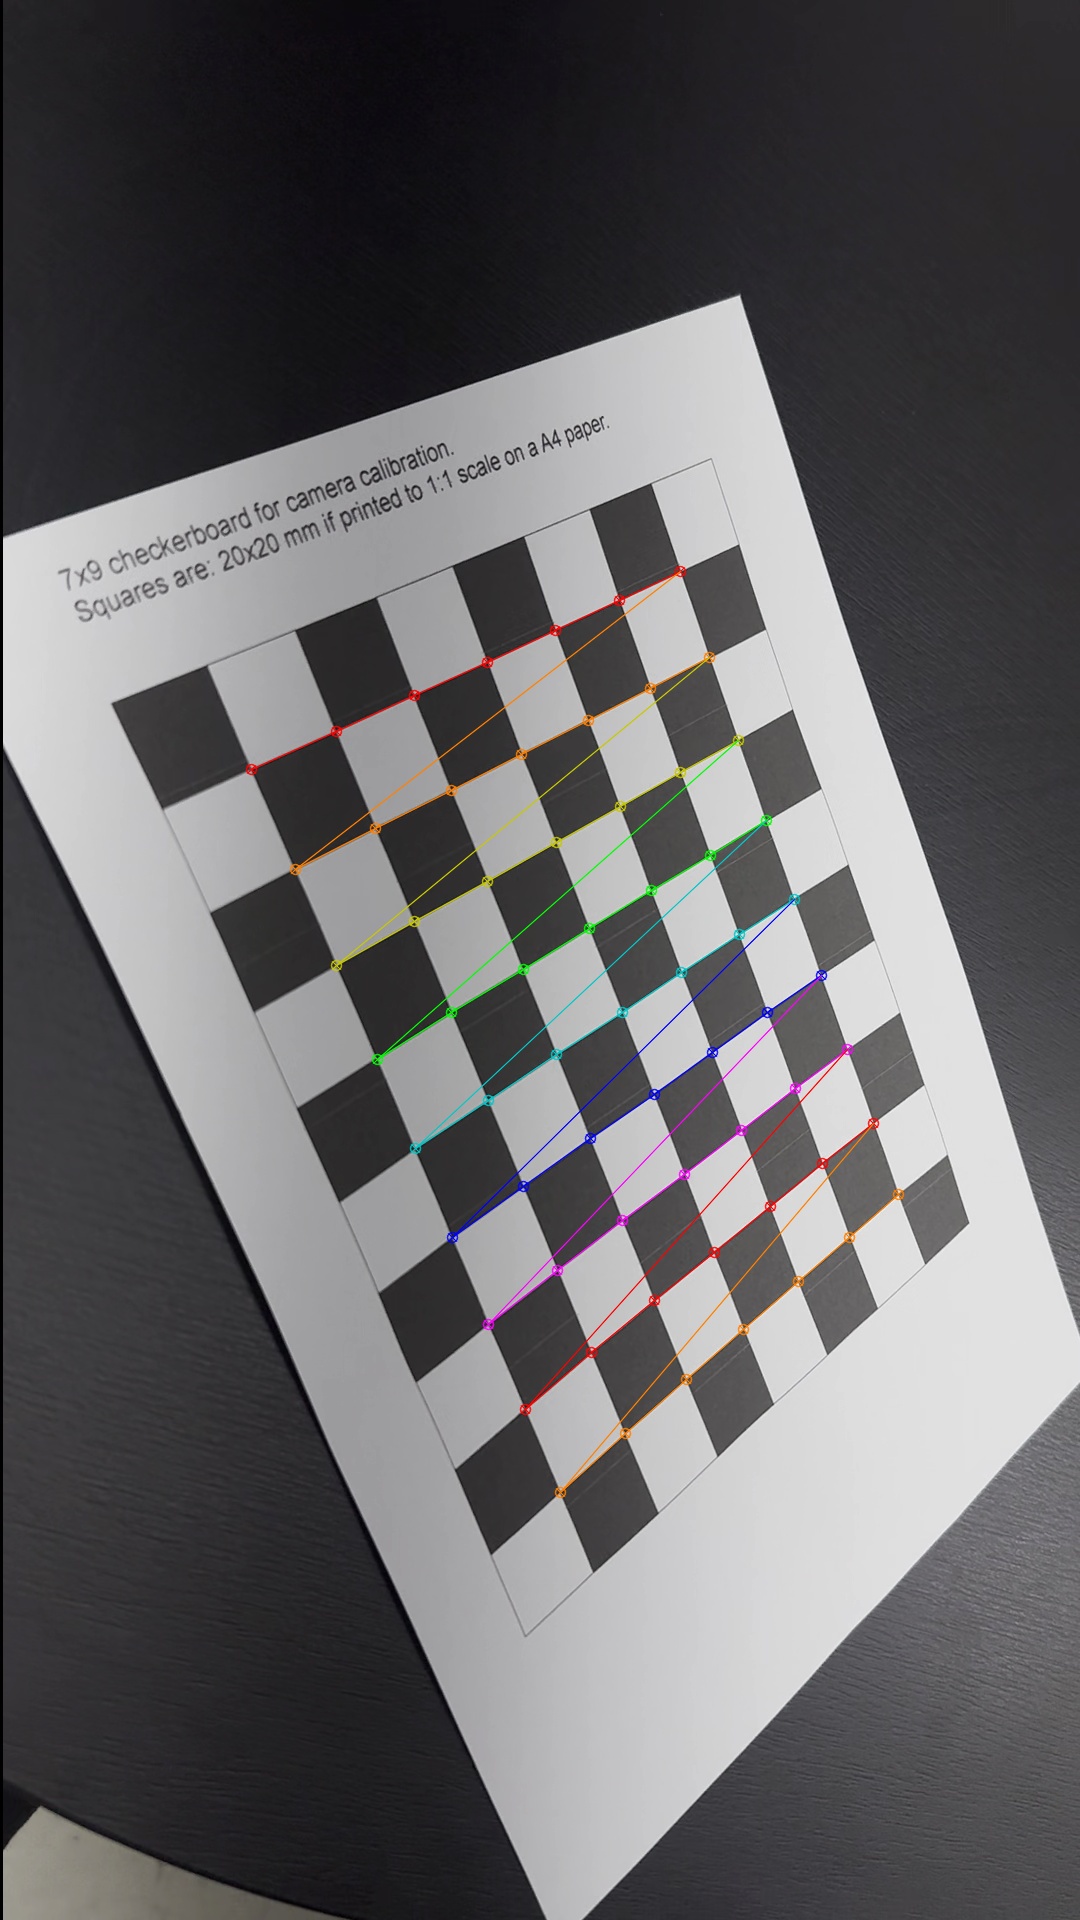 7x9 checkerboard for camera calibration.
Squares are: 20x20 mm if printed to 1:1 scale on a A4 paper.